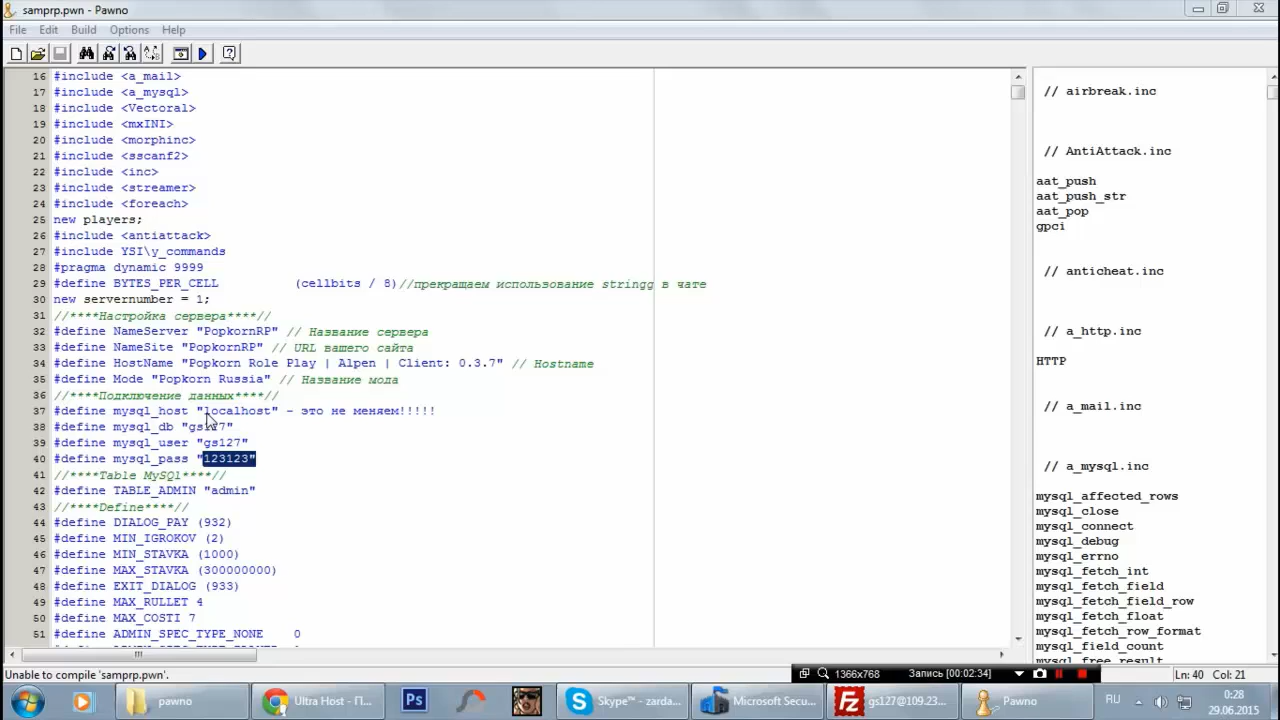 samprp.pwn - Pawno
File Edit Build Options Help
16 #include <a_mail>
17 #include <a_mysql>
18 #include <Vectoral>
19 #include <mxINI>
20 #include <morphinc>
21 #include <sscanf2>
22 #include <inc>
23 #include <streamer>
24 #include <foreach>
25 new players;
26 #include <antiattack>
27 #include YSI\y_commands
28 #pragma dynamic 9999
29 #define BYTES_PER_CELL (cellbits / 8)//прекращаем использование stringg в чате
30 new servernumber = 1;
31 //****Настройка сервера****//
32 #define NameServer "PopkornRP" // Название сервера
33 #define NameSite "PopkornRP" // URL вашего сайта
34 #define HostName "Popkorn Role Play | Alpen | Client: 0.3.7" // Hostname
35 #define Mode "Popkorn Russia" // Название мода
36 //****Подключение данных****//
37 #define mysql_host "localhost" - это не меняем!!!!!
38 #define mysql_db "gs127"
39 #define mysql_user "gs127"
40 #define mysql_pass "123123"
41 //****Table MySQl****//
42 #define TABLE_ADMIN "admin"
43 //****Define****//
44 #define DIALOG_PAY (932)
45 #define MIN_IGROKOV (2)
46 #define MIN_STAVKA (1000)
47 #define MAX_STAVKA (300000000)
48 #define EXIT_DIALOG (933)
49 #define MAX_RULLET 4
50 #define MAX_COSTI 7
51 #define ADMIN_SPEC_TYPE_NONE 0
// airbreak.inc
// AntiAttack.inc
aat_push
aat_push_str
aat_pop
gpci
// anticheat.inc
// a_http.inc
HTTP
// a_mail.inc
// a_mysql.inc
mysql_affected_rows
mysql_close
mysql_connect
mysql_debug
mysql_errno
mysql_fetch_int
mysql_fetch_field
mysql_fetch_field_row
mysql_fetch_float
mysql_fetch_row_format
mysql_field_count
mysql_free_result
Unable to compile 'samprp.pwn'.
1366x768 Запись [00:02:34]
Ln: 40 Col: 21
pawno
Ultra Host - П...
Ps
Skype™ - zarda...
Microsoft Secu...
gs127@109.23...
Pawno
RU
0:28
29.06.2015